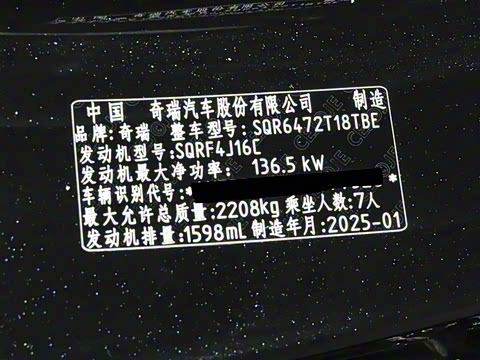 中国 奇瑞汽车股份有限公司 制造
品牌:奇瑞 整车型号:SQR6472T18TBE
发动机型号:SQRF4J16C
发动机最大净功率: 136.5 kW
车辆识别代号:*
最大允许总质量:2208kg 乘坐人数:7人
发动机排量:1598mL 制造年月:2025-01